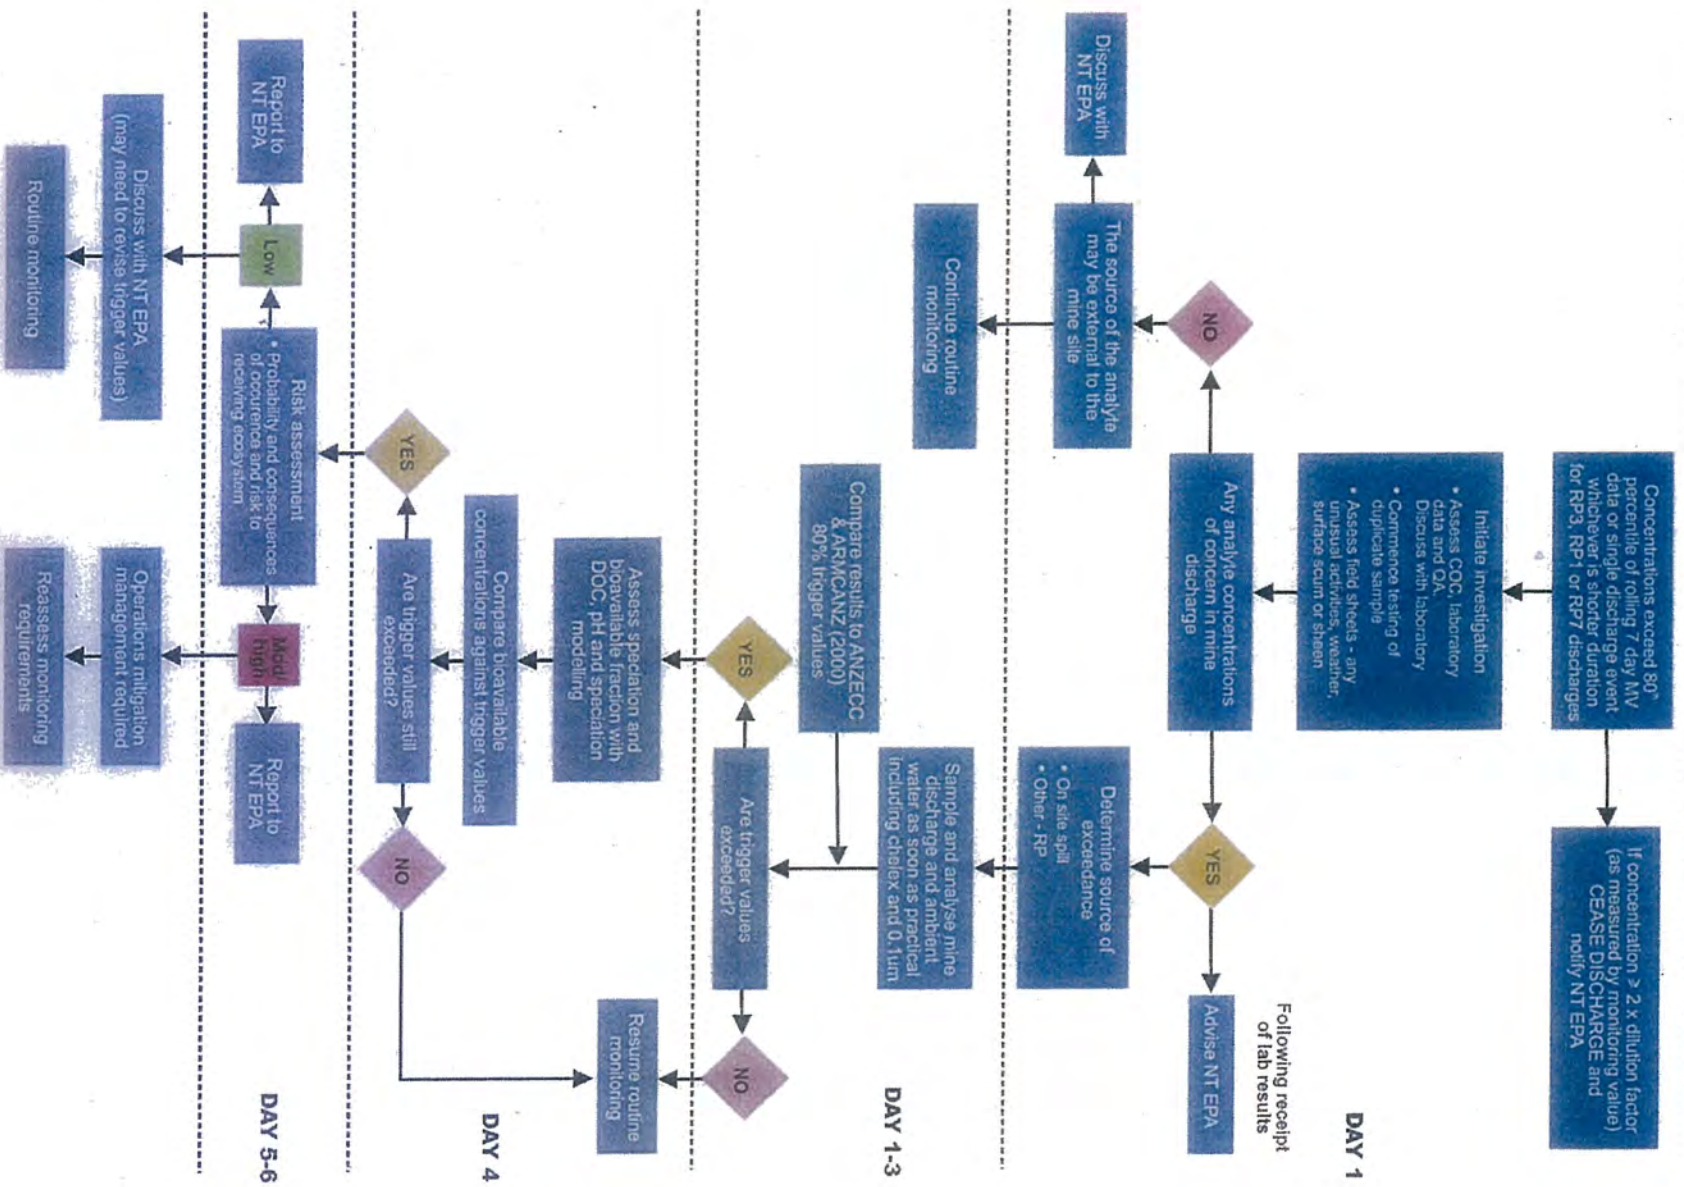 Concentrations exceed 80°
percentile of rolling 7 day MV
data or single discharge event
whichever is shorter duration
for RP3, RP1 or RP7 discharges
If concentration ≥ 2 x dilution factor
(as measured by monitoring value)
CEASE DISCHARGE and
notify NT EPA
DAY 1
Initiate investigation
• Assess COC, laboratory
data and QA.
Discuss with laboratory
• Commence testing of
duplicate sample
• Assess field sheets - any
unusual activities, weather,
surface scum or sheen
Following receipt
of lab results
NO
Any analyte concentrations
of concern in mine
discharge
YES
Advise NT EPA
Discuss with
NT EPA
The source of the analyte
may be external to the
mine site
Determine source of
exceedance
• On site spill
• Other - RP
Continue routine
monitoring
Sample and analyse mine
discharge and ambient
water as soon as practical
including chelex and 0.1um
DAY 1-3
Compare results to ANZECC
& ARMCANZ (2000)
80% trigger values
YES
Are trigger values
exceeded?
NO
Assess speciation and
bioavailable fraction with
DOC, pH and speciation
modelling
Resume routine
monitoring
Compare bioavailable
concentrations against trigger values
DAY 4
YES
Are trigger values still
exceeded?
NO
Risk assessment
• Probability and consequences
of occurence and risk to
receiving ecosystem
Report to
NT EPA
Low
Mod/
high
Report to
NT EPA
DAY 5-6
Discuss with NT EPA
(may need to revise trigger values)
Operations mitigation
management required
Routine monitoring
Reassess monitoring
requirements